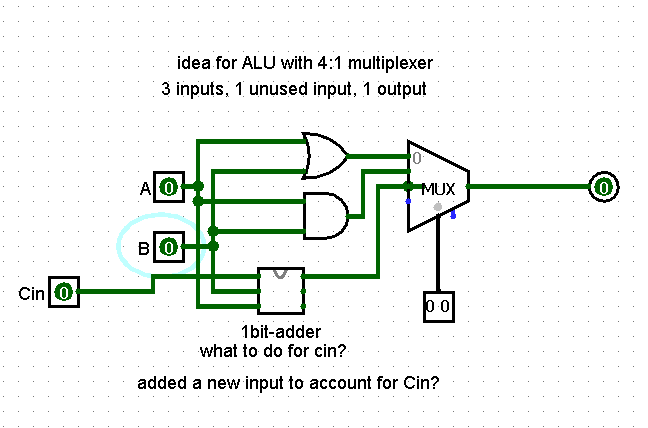 idea for ALU with 4:1 multiplexer
3 inputs, 1 unused input, 1 output
0
A 0
MUX 0
B 0
Cin 0
0 0
1bit-adder
what to do for cin?
added a new input to account for Cin?